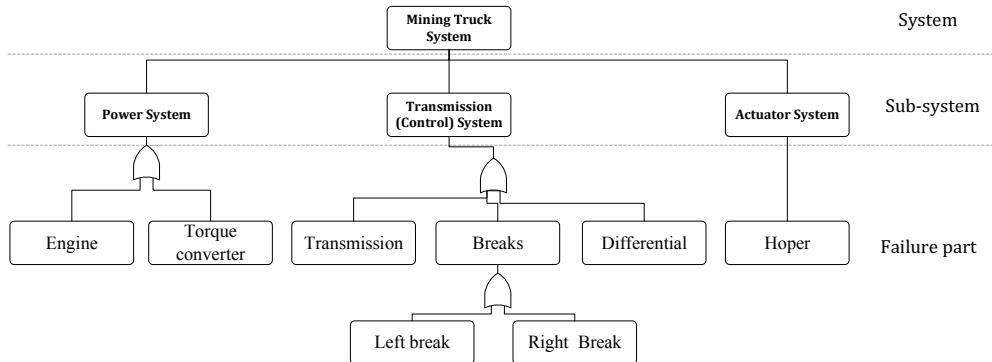 Mining Truck
System
System
Power System
Transmission
(Control) System
Actuator System
Sub-system
Engine
Torque
converter
Transmission
Breaks
Differential
Hoper
Failure part
Left break
Right Break